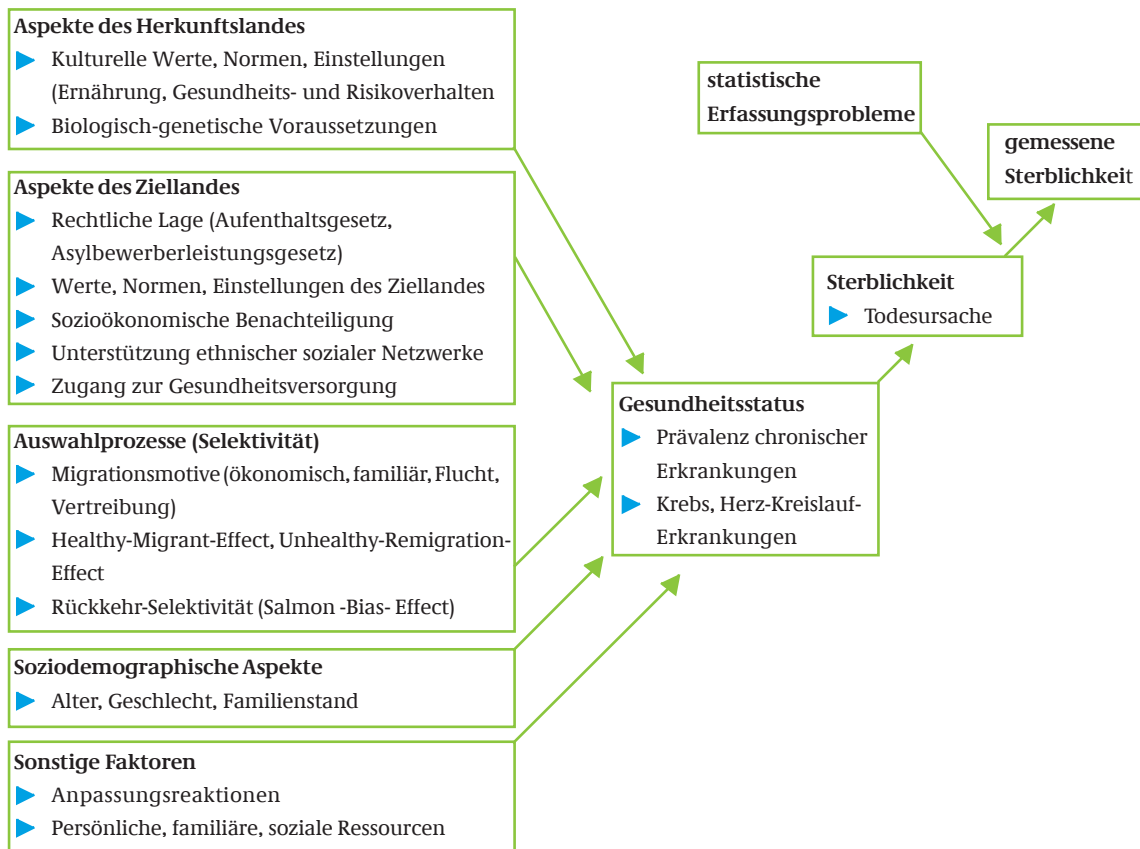 Aspekte des Herkunftslandes
Kulturelle Werte, Normen, Einstellungen
(Ernährung, Gesundheits- und Risikoverhalten
Biologisch-genetische Voraussetzungen
Aspekte des Ziellandes
Rechtliche Lage (Aufenthaltsgesetz,
Asylbewerberleistungsgesetz)
Werte, Normen, Einstellungen des Ziellandes
Sozioökonomische Benachteiligung
Unterstützung ethnischer sozialer Netzwerke
Zugang zur Gesundheitsversorgung
Auswahlprozesse (Selektivität)
Migrationsmotive (ökonomisch, familiär, Flucht,
Vertreibung)
Healthy-Migrant-Effect, Unhealthy-Remigration-
Effect
Rückkehr-Selektivität (Salmon -Bias- Effect)
Soziodemographische Aspekte
Alter, Geschlecht, Familienstand
Sonstige Faktoren
Anpassungsreaktionen
Persönliche, familiäre, soziale Ressourcen
Gesundheitsstatus
Prävalenz chronischer
Erkrankungen
Krebs, Herz-Kreislauf-
Erkrankungen
statistische
Erfassungsprobleme
Sterblichkeit
Todesursache
gemessene
Sterblichkeit